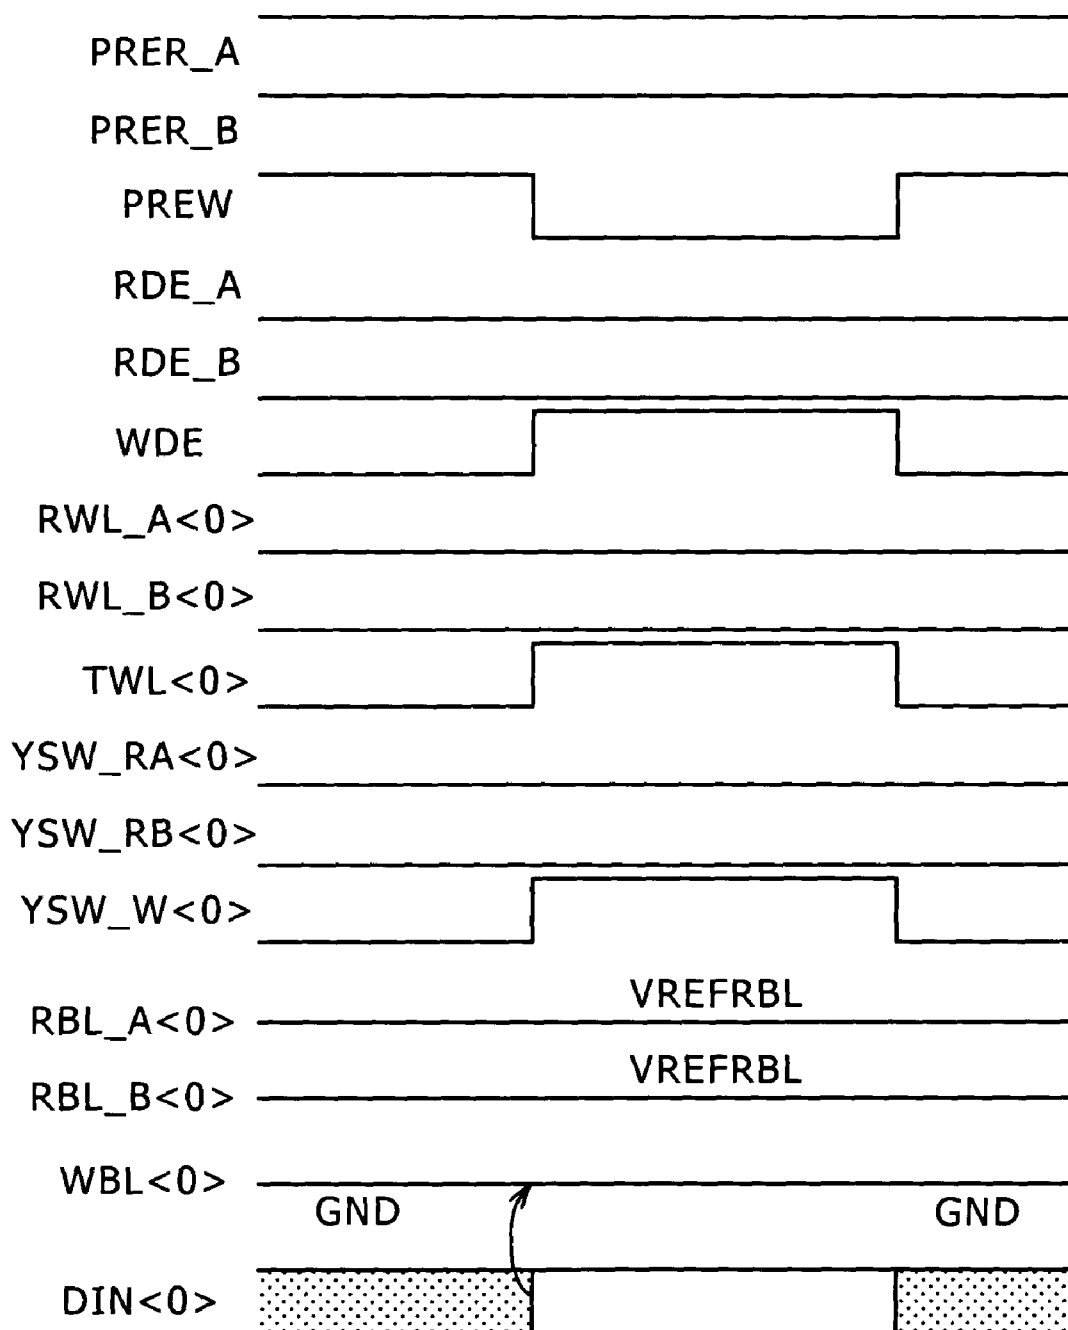 PRER_A
PRER_B
PREW
RDE_A
RDE_B
WDE
RWL_A<0>
RWL_B<0>
TWL<0>
YSW_RA<0>
YSW_RB<0>
YSW_W<0>
VREFRBL
RBL_A<0>
VREFRBL
RBL_B<0>
WBL<0>
GND GND
DIN<0>